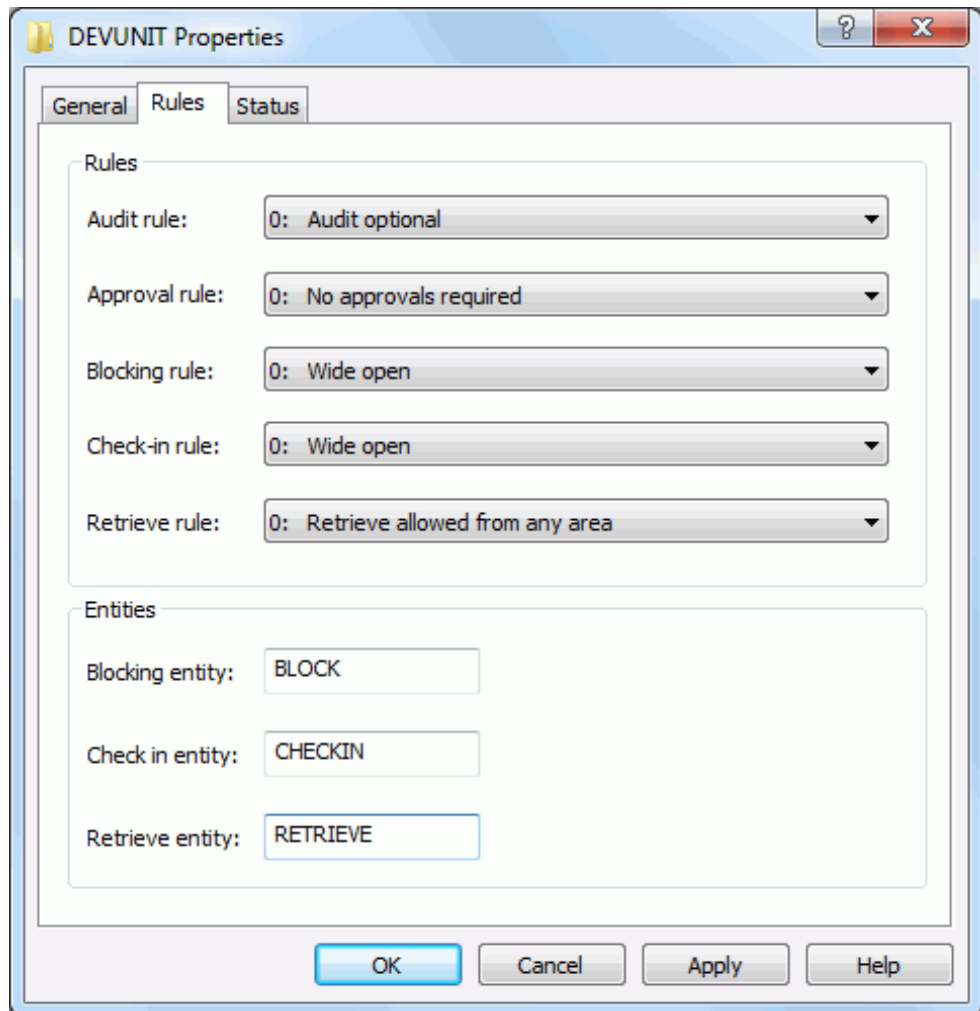 DEVUNIT Properties
?
X
General Rules Status
Rules
Audit rule: 0: Audit optional
Approval rule: 0: No approvals required
Blocking rule: 0: Wide open
Check-in rule: 0: Wide open
Retrieve rule: 0: Retrieve allowed from any area
Entities
Blocking entity: BLOCK
Check in entity: CHECKIN
Retrieve entity: RETRIEVE
OK Cancel Apply Help